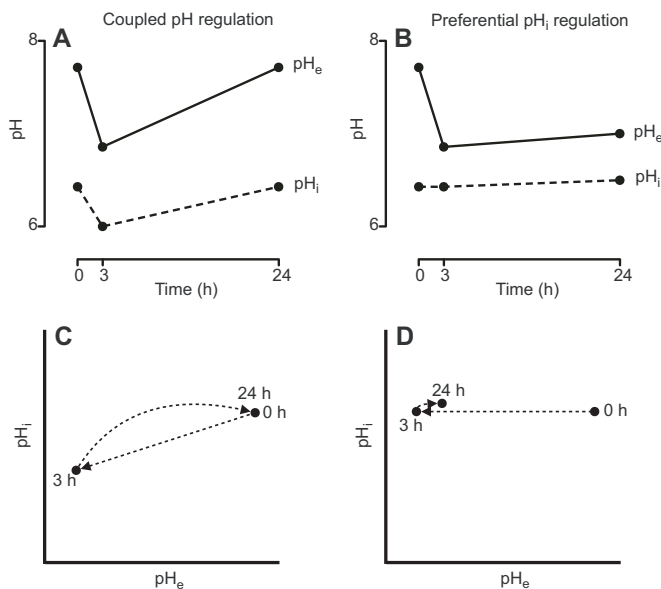 Coupled pH regulation
Preferential pHi regulation
A
B
8
8
pHe
pHe
pH
pH
pHi
pHi
6
6
0 3 24
0 3 24
Time (h)
Time (h)
C
D
24 h
0 h
3 h
24 h
0 h
3 h
pHi
pHi
pHe
pHe